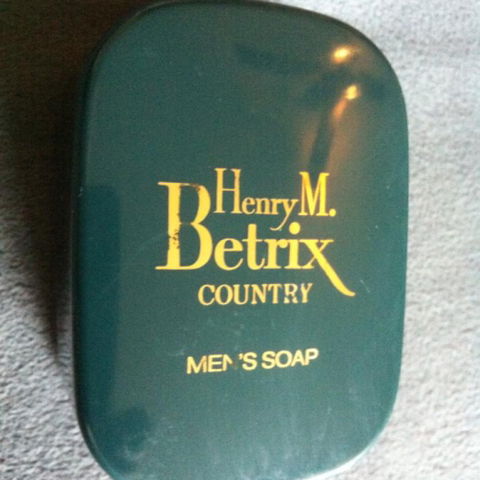 Henry M.
Betrix
COUNTRY
MEN'S SOAP